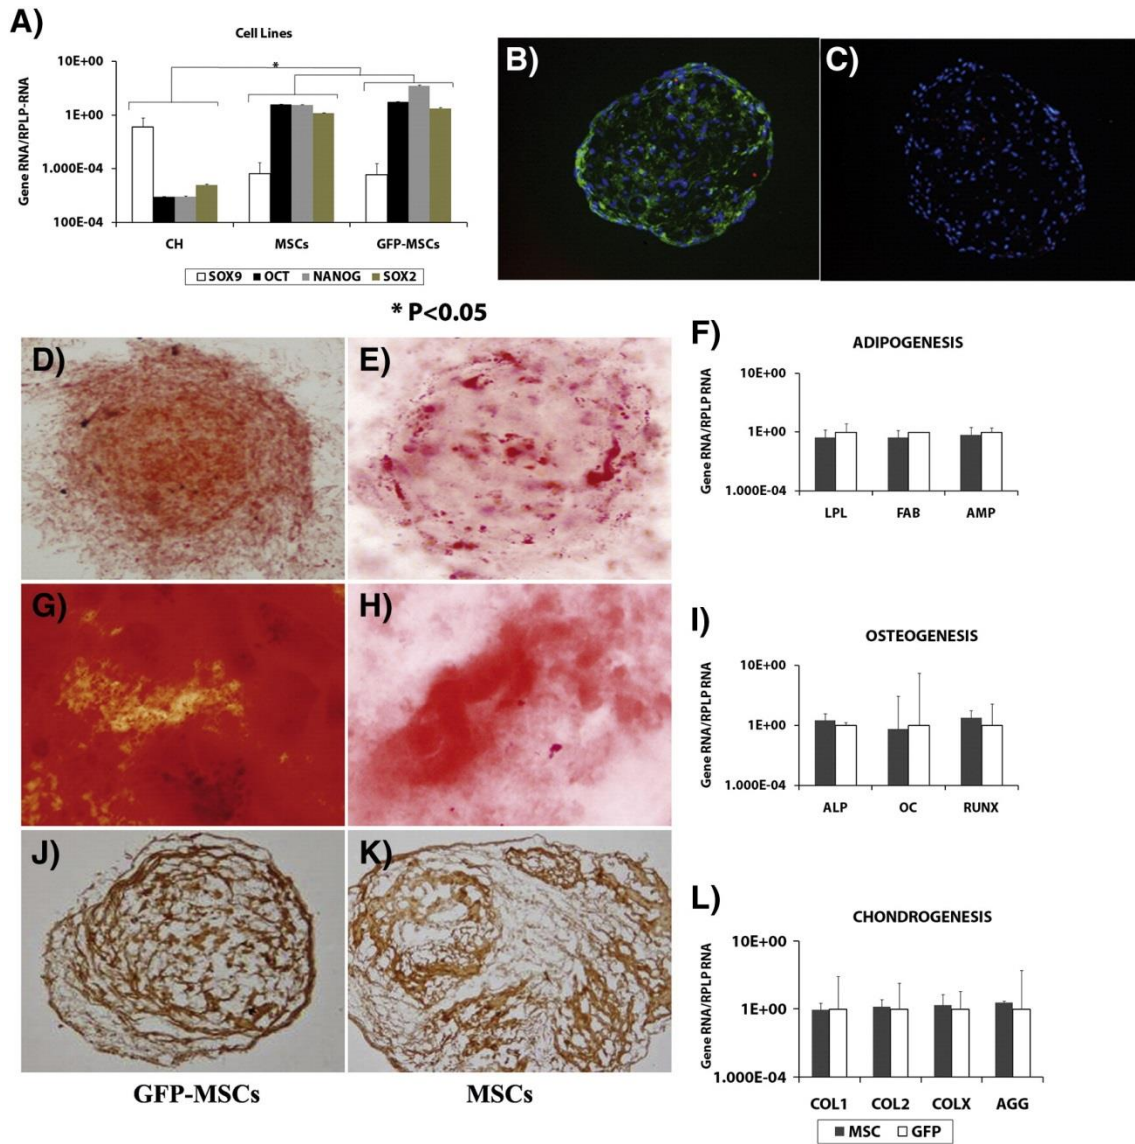 A)
Cell Lines
Gene RNA/RPLP-RNA
10E+00
1E+00
1.000E-04
100E-04
*
CH MSCs GFP-MSCs
SOX9 OCT NANOG SOX2
B)
C)
* P<0.05
D)
E)
F)
ADIPOGENESIS
Gene RNA/RPLP RNA
10E+00
1E+00
1.000E-04
LPL FAB AMP
G)
H)
I)
OSTEOGENESIS
Gene RNA/RPLP RNA
10E+00
1E+00
1.000E-04
ALP OC RUNX
J)
K)
GFP-MSCs MSCs
L)
CHONDROGENESIS
Gene RNA/RPLP RNA
10E+00
1E+00
1.000E-04
COL1 COL2 COLX AGG
MSC GFP